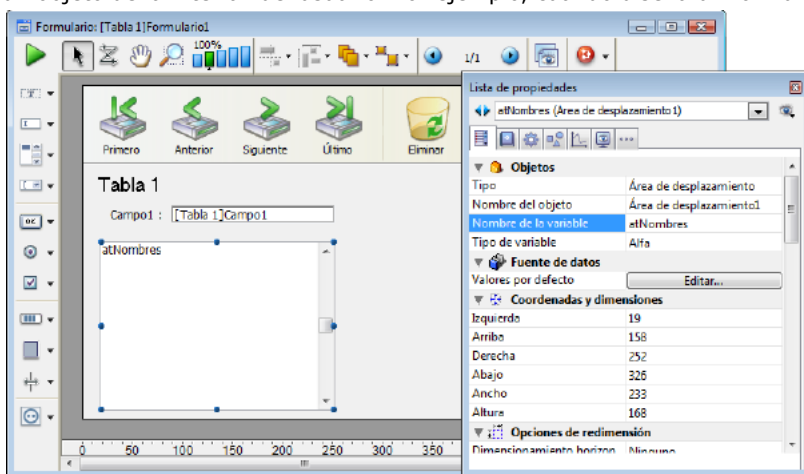 Formulario: [Tabla 1]Formulario1
100%
1/1
Primero
Anterior
Siguiente
Último
Eliminar
Tabla 1
Campo1 : [Tabla 1]Campo1
atNombres
0 50 100 150 200 250 300 350
Lista de propiedades
atNombres (Área de desplazamiento1)
Objetos
Tipo Área de desplazamiento
Nombre del objeto Área de desplazamiento1
Nombre de la variable atNombres
Tipo de variable Alfa
Fuente de datos
Valores por defecto Editar...
Coordenadas y dimensiones
Izquierda 19
Arriba 158
Derecha 252
Abajo 326
Ancho 233
Altura 168
Opciones de redimensión
Dimensionamiento horizon Ninguno